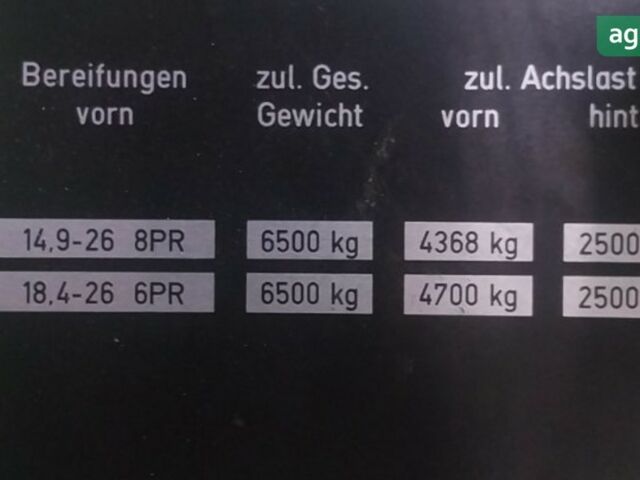 ag
Bereifungen zul. Ges. zul. Achslast
vorn Gewicht vorn hint
14.9-26 8PR 6500 kg 4368 kg 2500
18.4-26 6PR 6500 kg 4700 kg 2500